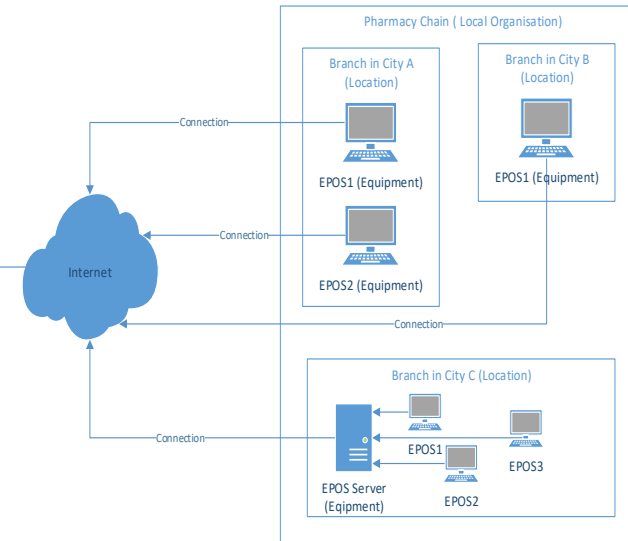 Pharmacy Chain ( Local Organisation)
Branch in City A
(Location)
Branch in City B
(Location)
Connection
EPOS1 (Equipment)
EPOS1 (Equipment)
Connection
Internet
EPOS2 (Equipment)
Connection
Branch in City C (Location)
Connection
EPOS1
EPOS3
EPOS Server
(Eqipment)
EPOS2